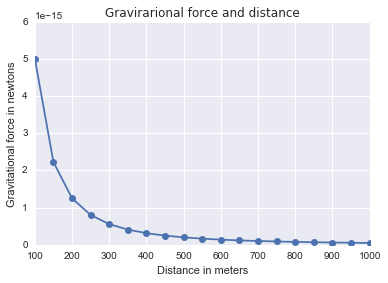 Gravirarional force and distance
1e−15
6
5
4
3
2
1
0
Gravitational force in newtons
100 200 300 400 500 600 700 800 900 1000
Distance in meters